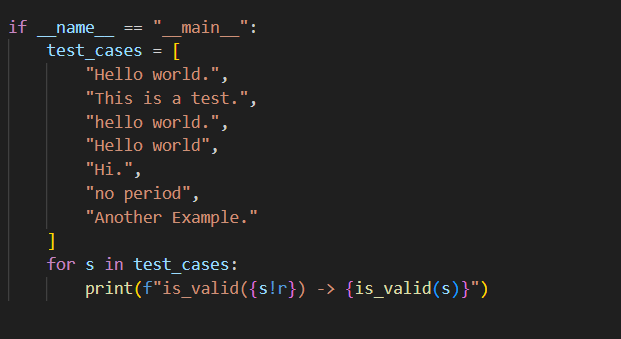 if __name__ == "__main__":
    test_cases = [
        "Hello world.",
        "This is a test.",
        "hello world.",
        "Hello world",
        "Hi.",
        "no period",
        "Another Example."
    ]
    for s in test_cases:
        print(f"is_valid({s!r}) -> {is_valid(s)}")